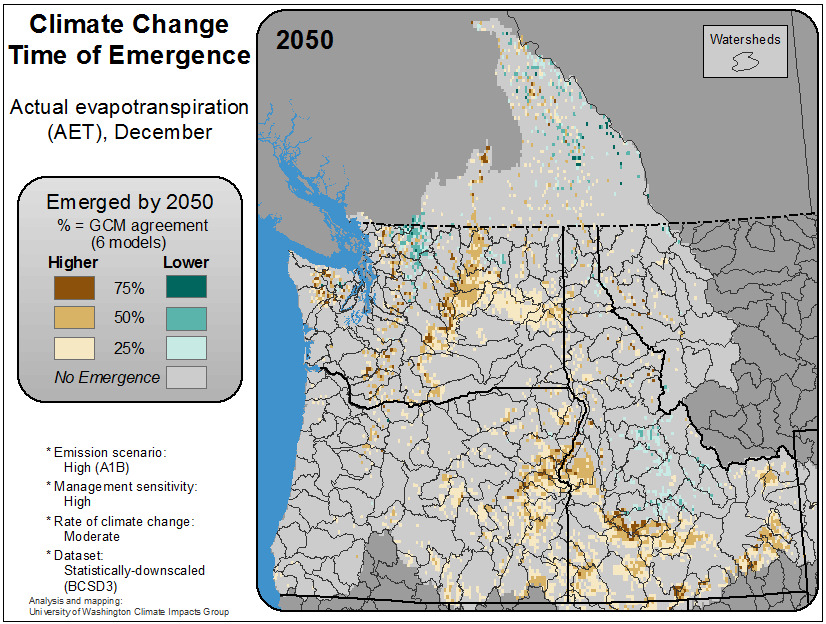 Climate Change
Time of Emergence
Actual evapotranspiration
(AET), December
Emerged by 2050
% = GCM agreement
(6 models)
Higher Lower
75%
50%
25%
No Emergence
* Emission scenario:
High (A1B)
* Management sensitivity:
High
* Rate of climate change:
Moderate
* Dataset:
Statistically-downscaled
(BCSD3)
Analysis and mapping:
University of Washington Climate Impacts Group
2050
Watersheds